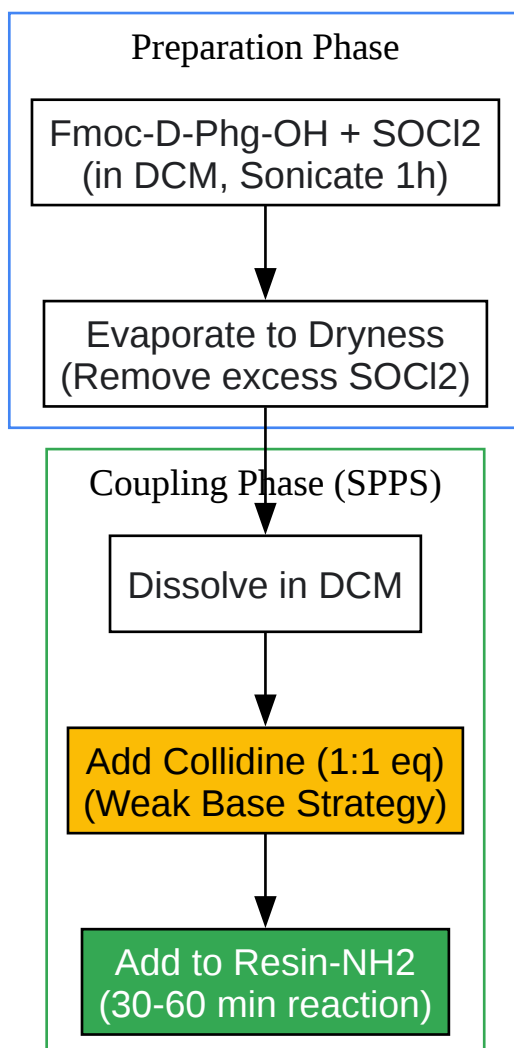 Preparation Phase
Fmoc-D-Phg-OH + SOCl2
(in DCM, Sonicate 1h)
Evaporate to Dryness
(Remove excess SOCl2)
Coupling Phase (SPPS)
Dissolve in DCM
Add Collidine (1:1 eq)
(Weak Base Strategy)
Add to Resin-NH2
(30-60 min reaction)